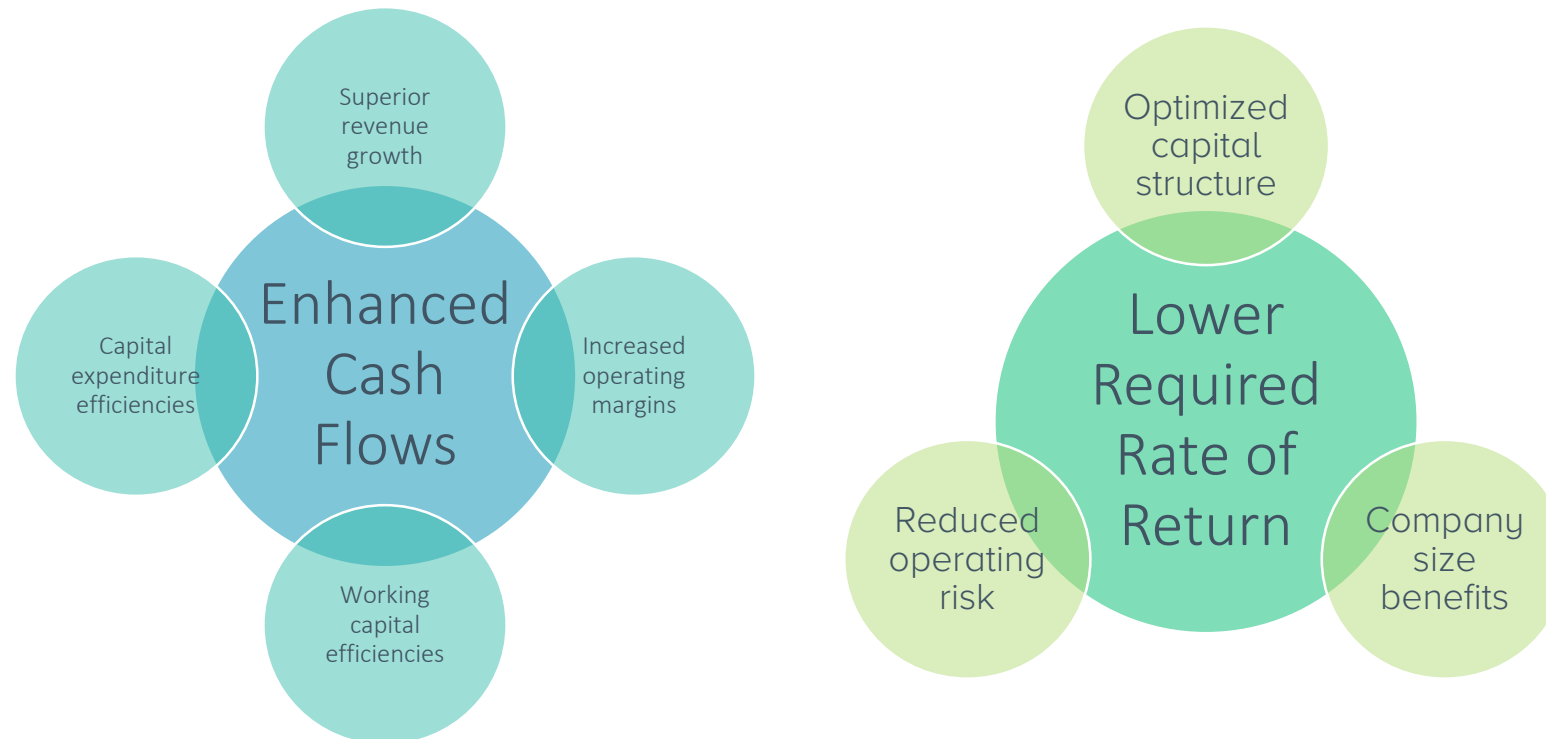 Superior
revenue
growth
Enhanced
Cash
Flows
Capital
expenditure
efficiencies
Increased
operating
margins
Working
capital
efficiencies
Optimized
capital
structure
Lower
Required
Rate of
Return
Reduced
operating
risk
Company
size
benefits